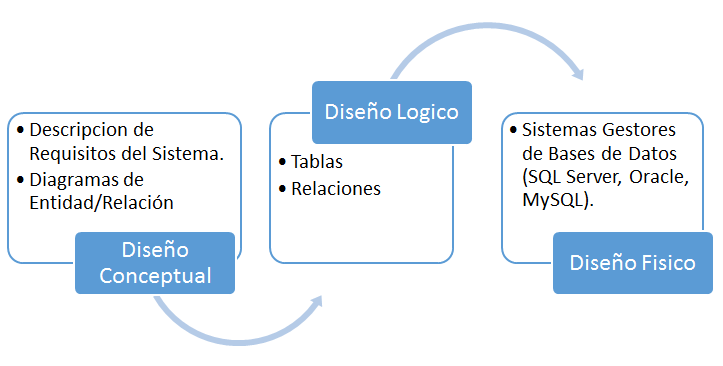 • Descripcion de
Requisitos del Sistema.
• Diagramas de
Entidad/Relación
Diseño
Conceptual
Diseño Logico
• Tablas
• Relaciones
• Sistemas Gestores
de Bases de Datos
(SQL Server, Oracle,
MySQL).
Diseño Fisico